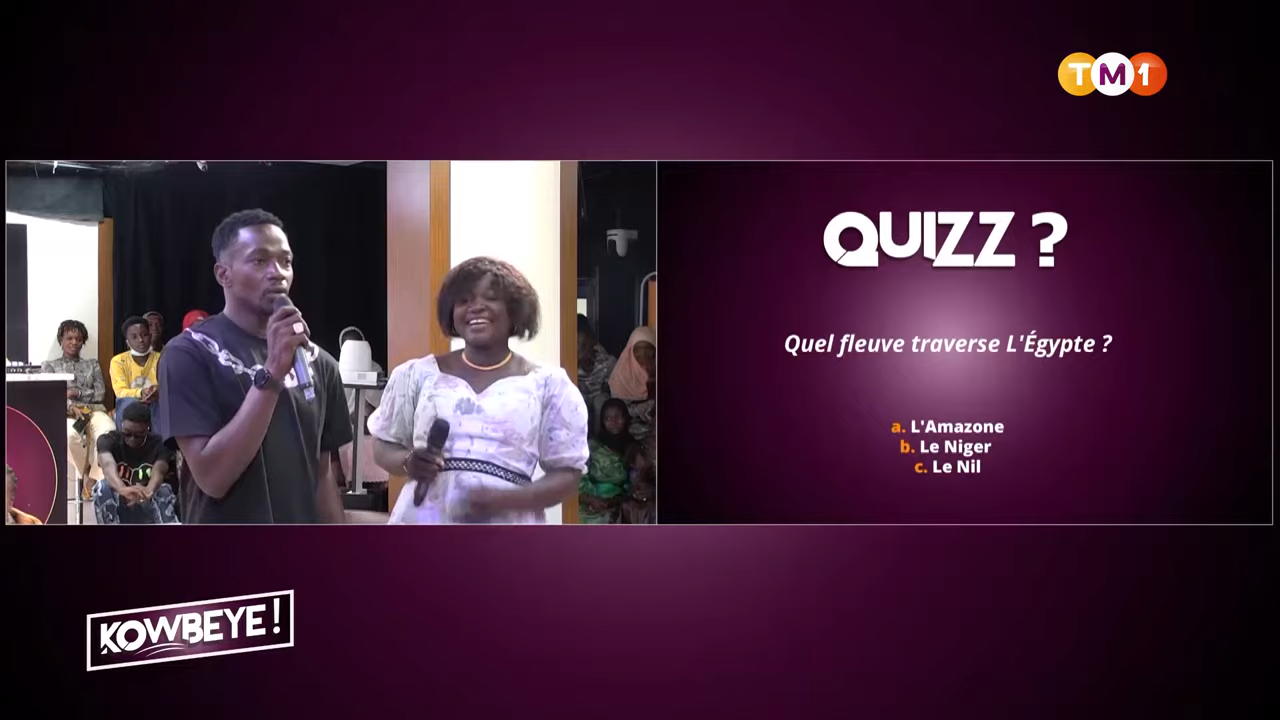 TM1
QUIZZ ?
Quel fleuve traverse L'Égypte ?
a. L'Amazone
b. Le Niger
c. Le Nil
KOWBEYE !